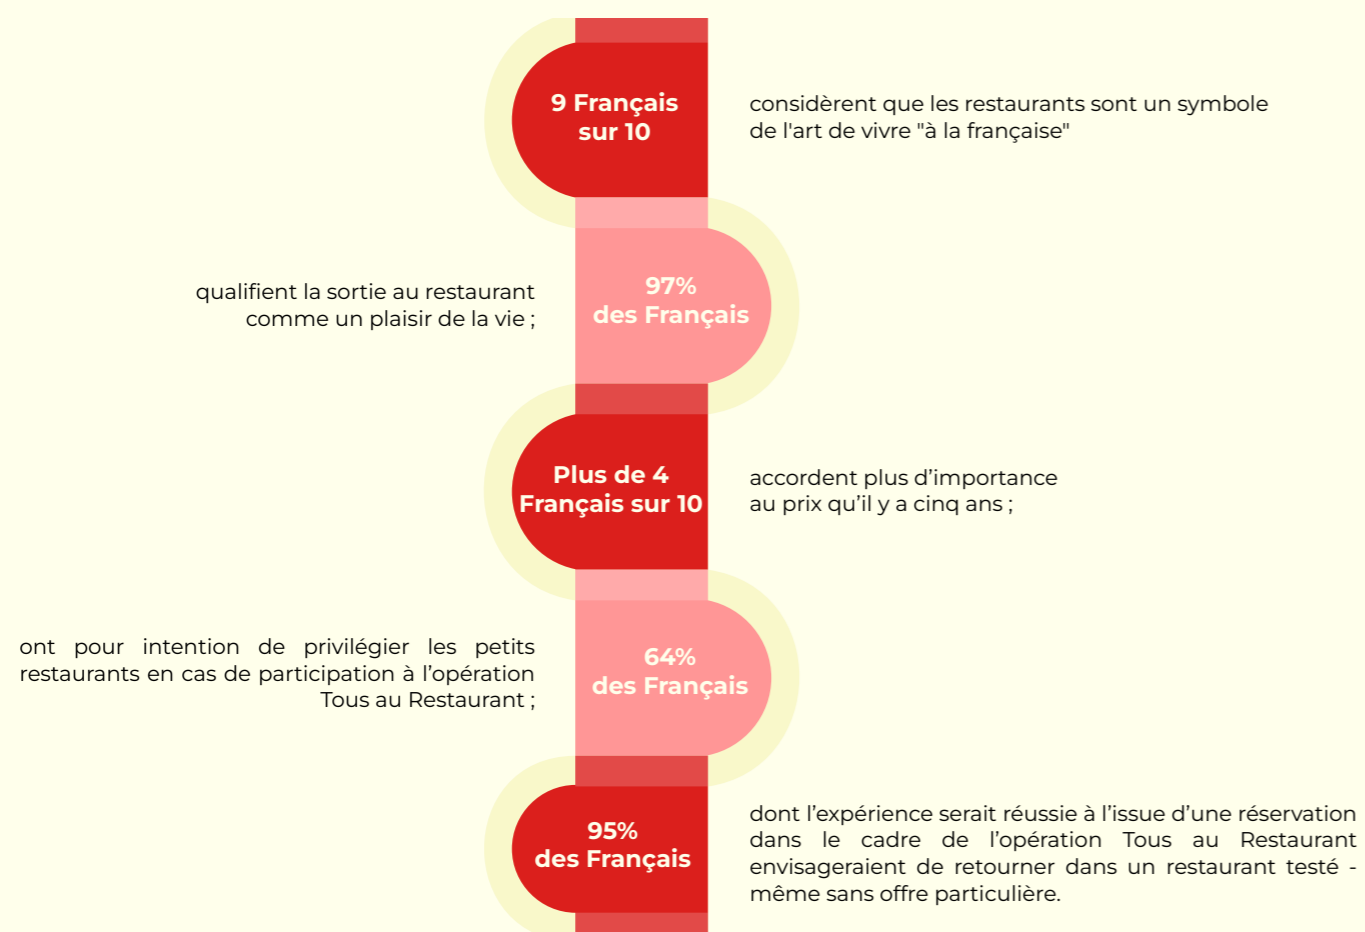 9 Français
sur 10
considèrent que les restaurants sont un symbole
de l'art de vivre "à la française"
97%
des Français
qualifient la sortie au restaurant
comme un plaisir de la vie ;
Plus de 4
Français sur 10
accordent plus d’importance
au prix qu’il y a cinq ans ;
64%
des Français
ont pour intention de privilégier les petits
restaurants en cas de participation à l’opération
Tous au Restaurant ;
95%
des Français
dont l’expérience serait réussie à l’issue d’une réservation
dans le cadre de l’opération Tous au Restaurant
envisageraient de retourner dans un restaurant testé -
même sans offre particulière.